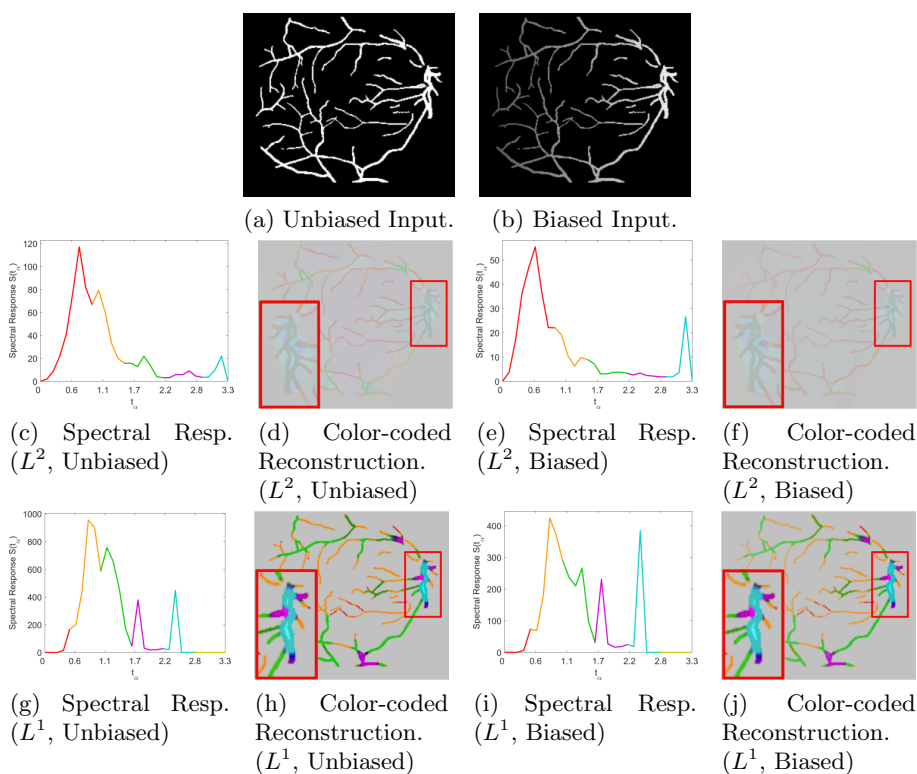 (a) Unbiased Input.
(b) Biased Input.
120
100
80
60
40
20
0
Spectral Response S(t_α)
0 0.6 1.1 1.7 2.2 2.8 3.3
t_α
50
40
30
20
10
0
Spectral Response S(t_α)
0 0.6 1.1 1.7 2.2 2.8 3.3
t_α
(c) Spectral Resp.
(L², Unbiased)
(d) Color-coded
Reconstruction.
(L², Unbiased)
(e) Spectral Resp.
(L², Biased)
(f) Color-coded
Reconstruction.
(L², Biased)
1000
800
600
400
200
0
Spectral Response S(t_α)
0 0.6 1.1 1.7 2.2 2.8 3.3
t_α
400
300
200
100
0
Spectral Response S(t_α)
0 0.6 1.1 1.7 2.2 2.8 3.3
t_α
(g) Spectral Resp.
(L¹, Unbiased)
(h) Color-coded
Reconstruction.
(L¹, Unbiased)
(i) Spectral Resp.
(L¹, Biased)
(j) Color-coded
Reconstruction.
(L¹, Biased)